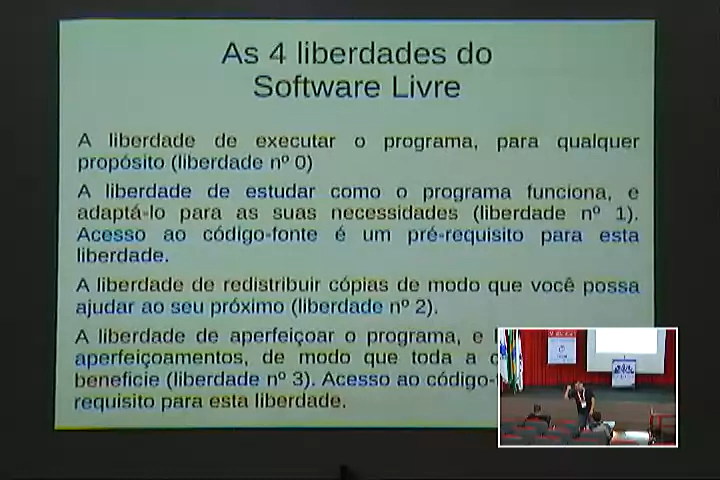 As 4 liberdades do
Software Livre
A liberdade de executar o programa, para qualquer
propósito (liberdade nº 0)
A liberdade de estudar como o programa funciona, e
adaptá-lo para as suas necessidades (liberdade nº 1).
Acesso ao código-fonte é um pré-requisito para esta
liberdade.
A liberdade de redistribuir cópias de modo que você possa
ajudar ao seu próximo (liberdade nº 2).
A liberdade de aperfeiçoar o programa, e
aperfeiçoamentos, de modo que toda a
beneficie (liberdade nº 3). Acesso ao código-
requisito para esta liberdade.